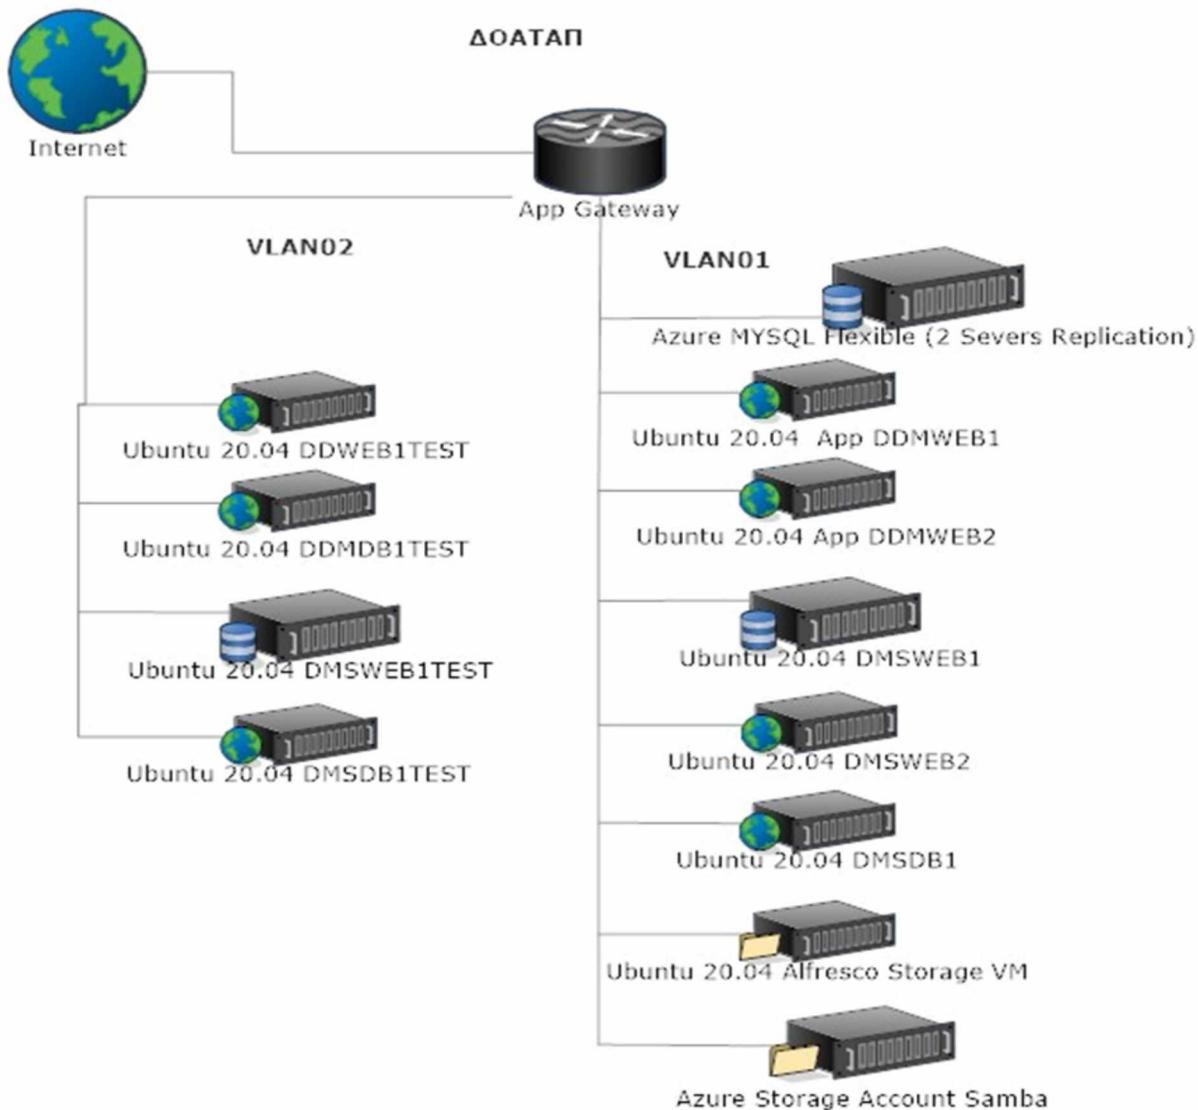 ΔΟΑΤΑΠ
Internet
App Gateway
VLAN02
Ubuntu 20.04 DDWEB1TEST
Ubuntu 20.04 DDMDB1TEST
Ubuntu 20.04 DMSWEB1TEST
Ubuntu 20.04 DMSDB1TEST
VLAN01
Azure MYSQL Flexible (2 Severs Replication)
Ubuntu 20.04 App DDMWEB1
Ubuntu 20.04 App DDMWEB2
Ubuntu 20.04 DMSWEB1
Ubuntu 20.04 DMSWEB2
Ubuntu 20.04 DMSDB1
Ubuntu 20.04 Alfresco Storage VM
Azure Storage Account Samba